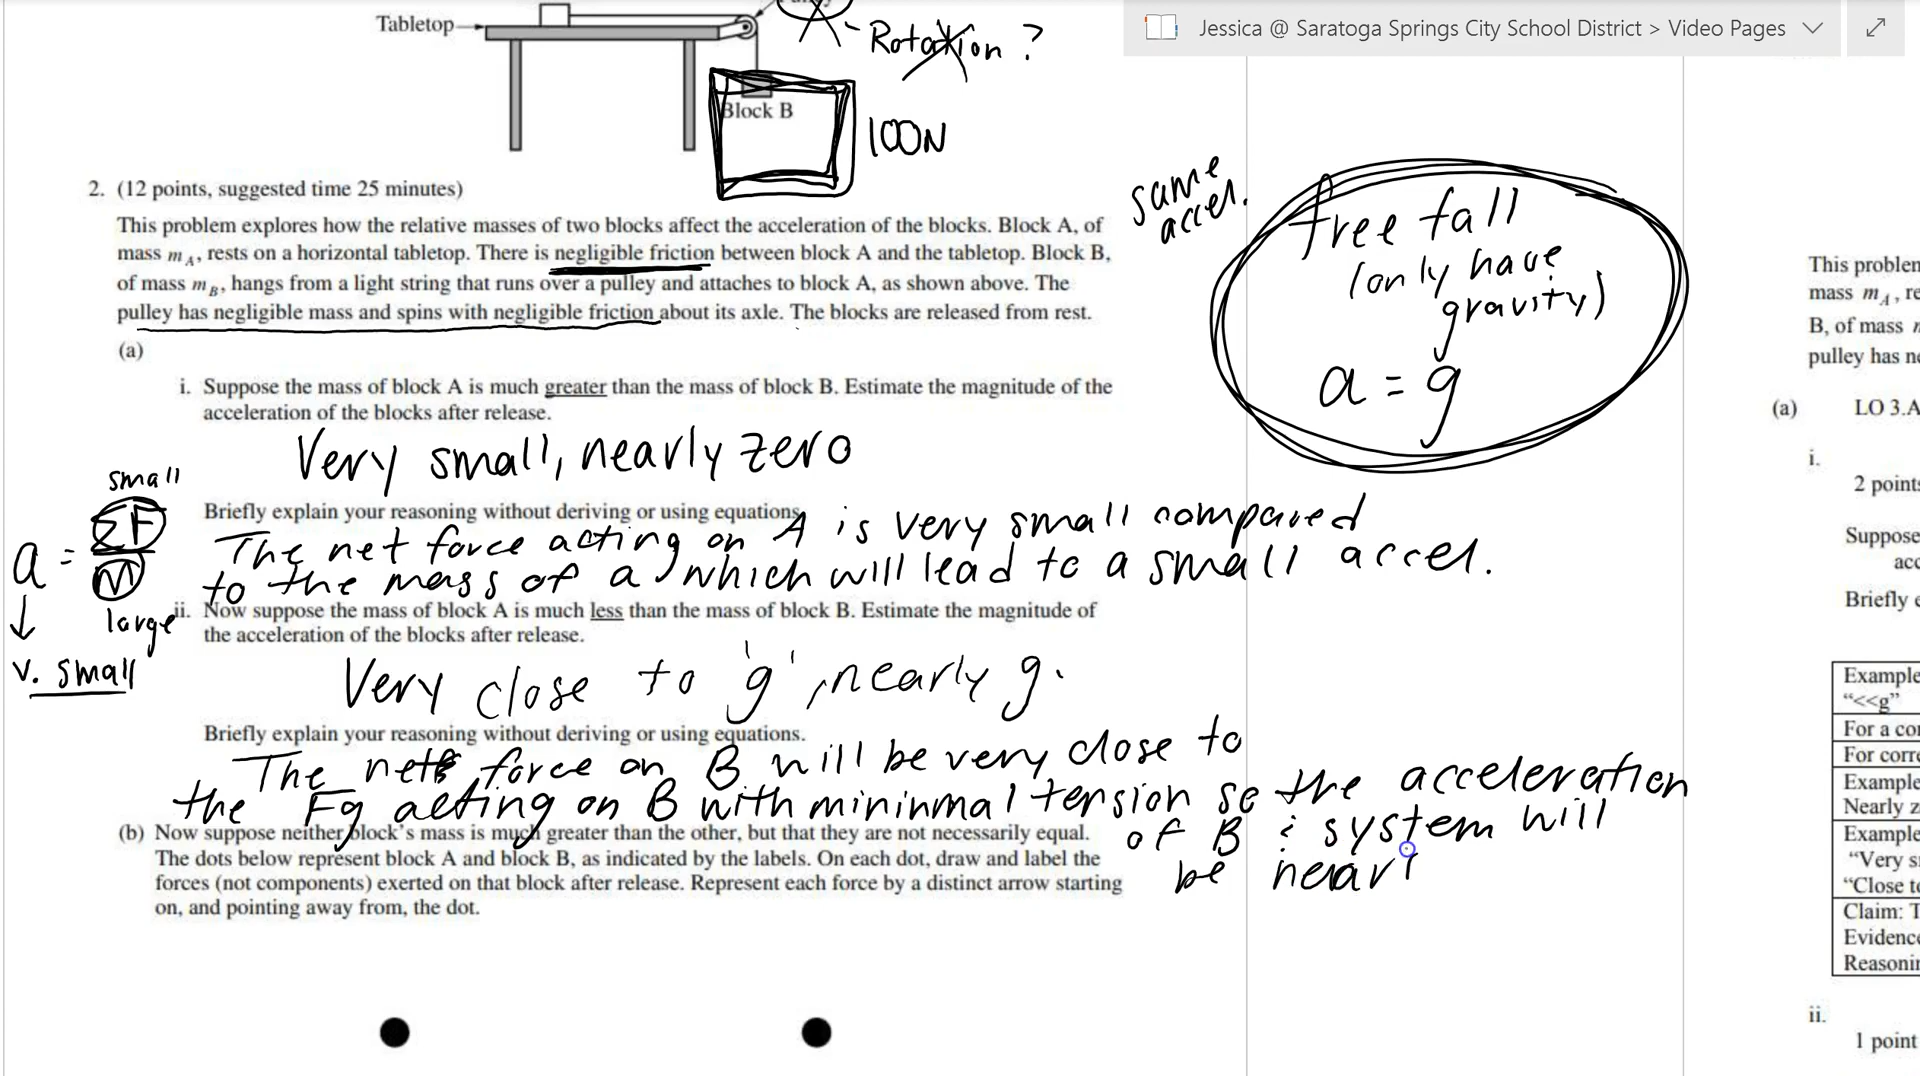 Tabletop
Rotation ?
Jessica @ Saratoga Springs City School District > Video Pages
Block B
100N
same
accel.
free fall
(only have
gravity)
a = g
2. (12 points, suggested time 25 minutes)
This problem explores how the relative masses of two blocks affect the acceleration of the blocks. Block A, of
mass mA, rests on a horizontal tabletop. There is negligible friction between block A and the tabletop. Block B,
of mass mB, hangs from a light string that runs over a pulley and attaches to block A, as shown above. The
pulley has negligible mass and spins with negligible friction about its axle. The blocks are released from rest.
(a)
i. Suppose the mass of block A is much greater than the mass of block B. Estimate the magnitude of the
acceleration of the blocks after release.
Very small, nearly zero
small
a = ΣF
m
large
↓
v. small
Briefly explain your reasoning without deriving or using equations.
The net force acting on A is very small compared
to the mass of a, which will lead to a small accel.
ii. Now suppose the mass of block A is much less than the mass of block B. Estimate the magnitude of
the acceleration of the blocks after release.
Very close to 'g', nearly g.
Briefly explain your reasoning without deriving or using equations.
The net force on B will be very close to
the Fg acting on B with mininmal tension so the acceleration
of B & system will
be near
(b) Now suppose neither block's mass is much greater than the other, but that they are not necessarily equal.
The dots below represent block A and block B, as indicated by the labels. On each dot, draw and label the
forces (not components) exerted on that block after release. Represent each force by a distinct arrow starting
on, and pointing away from, the dot.
This problem
mass mA, re
B, of mass
pulley has ne
(a) LO 3.A
i.
2 points
Suppose
acc
Briefly e
Example
"<<g"
For a cor
For corre
Example
Nearly z
Example
"Very s
"Close to
Claim: T
Evidence
Reasonin
ii.
1 point